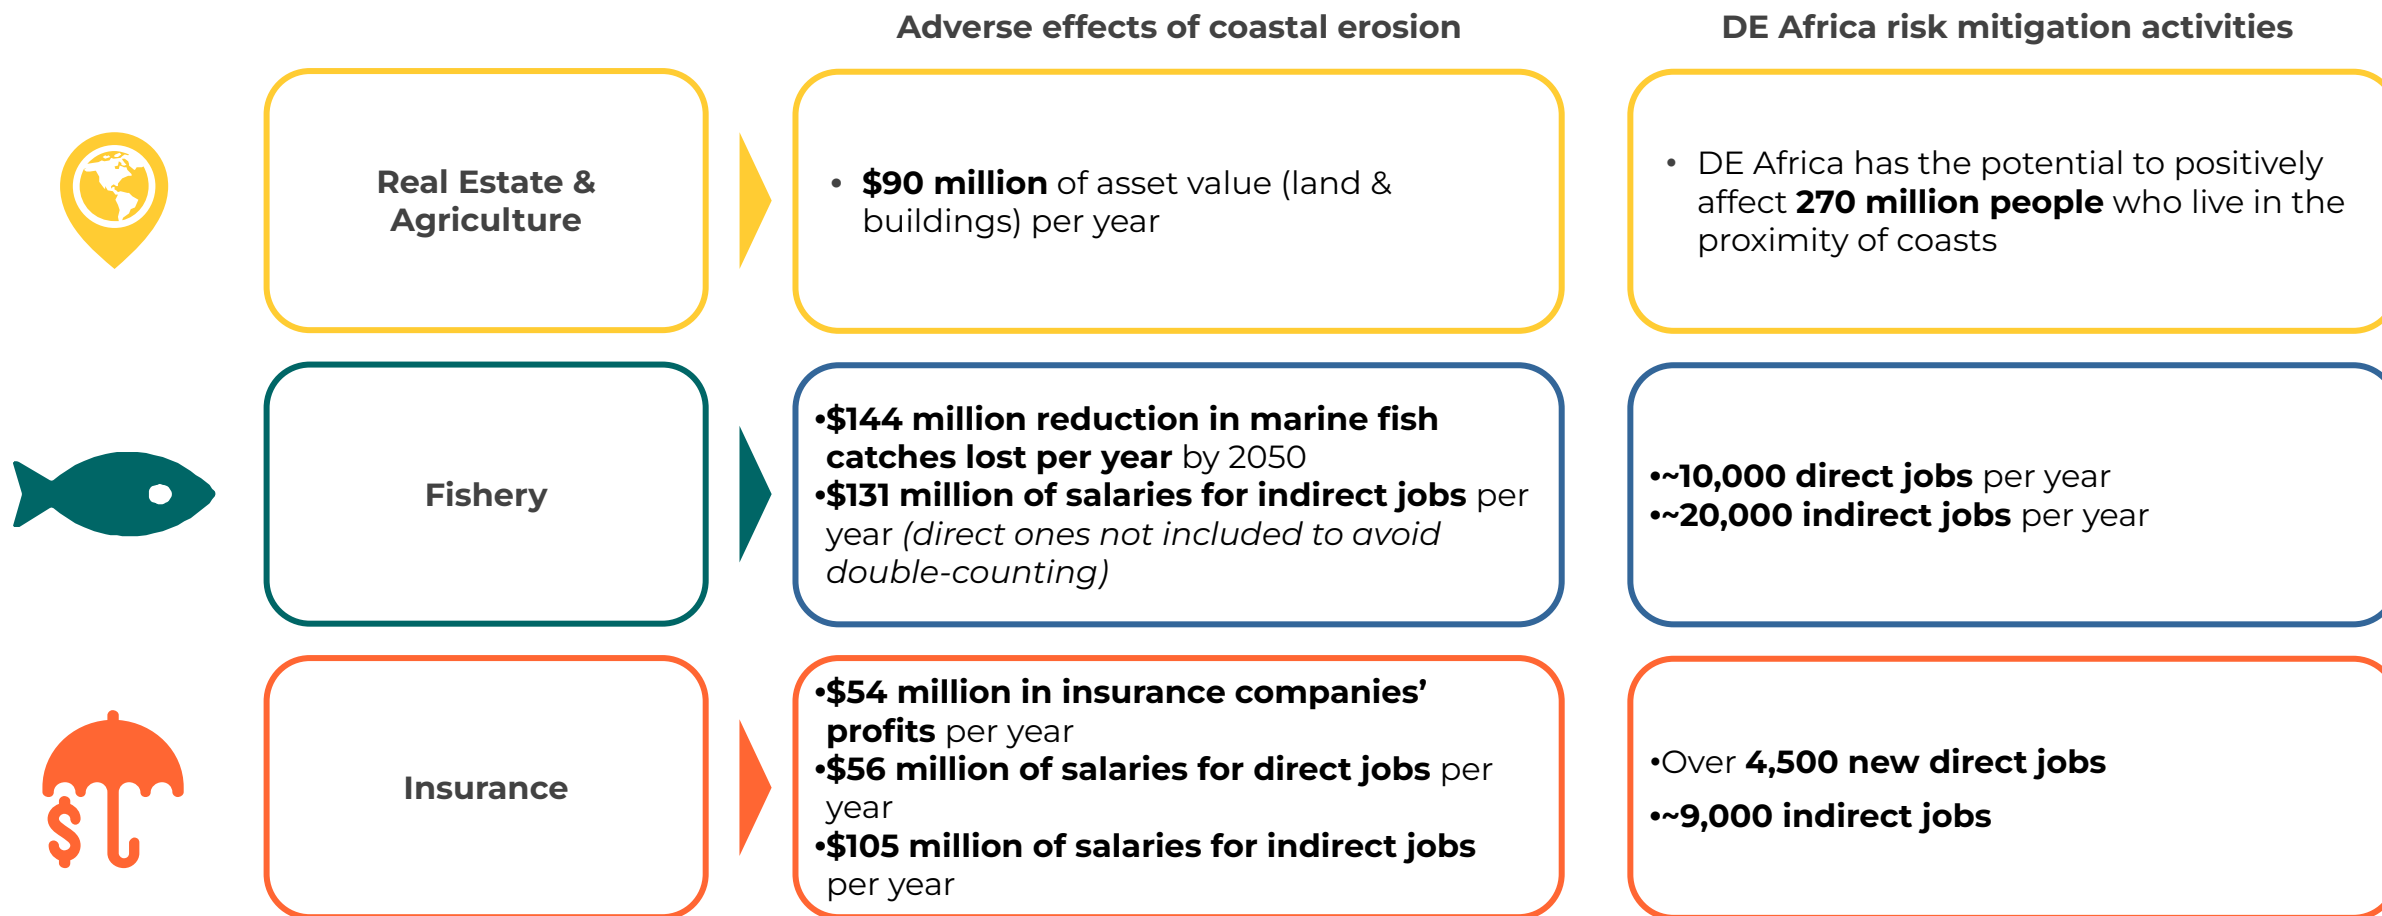 Adverse effects of coastal erosion
DE Africa risk mitigation activities
Real Estate &
Agriculture
• $90 million of asset value (land &
buildings) per year
• DE Africa has the potential to positively
affect 270 million people who live in the
proximity of coasts
Fishery
•$144 million reduction in marine fish
catches lost per year by 2050
•$131 million of salaries for indirect jobs per
year (direct ones not included to avoid
double-counting)
•~10,000 direct jobs per year
•~20,000 indirect jobs per year
$
Insurance
•$54 million in insurance companies’
profits per year
•$56 million of salaries for direct jobs per
year
•$105 million of salaries for indirect jobs
per year
•Over 4,500 new direct jobs
•~9,000 indirect jobs